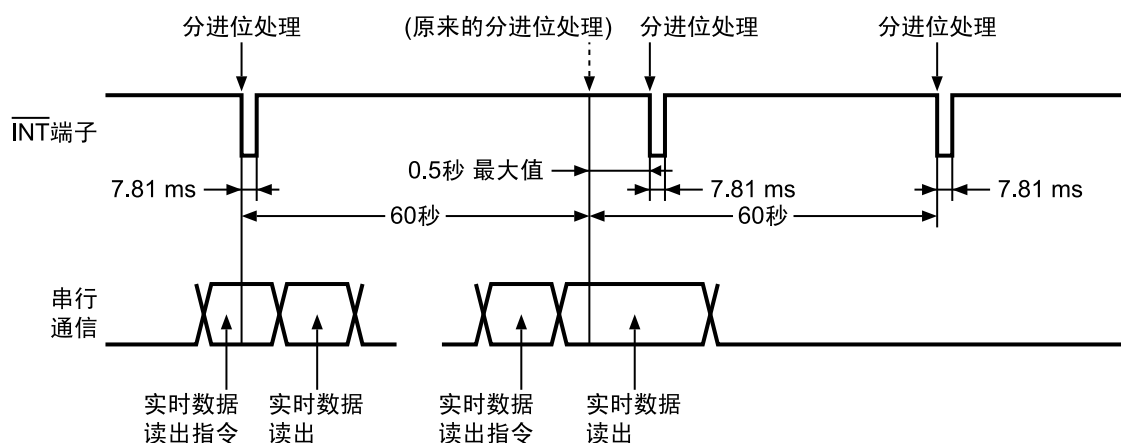 分进位处理
(原来的分进位处理)
分进位处理
分进位处理
INT端子
0.5秒 最大值
7.81 ms
7.81 ms
7.81 ms
60秒
60秒
串行
通信
实时数据
读出指令
实时数据
读出
实时数据
读出指令
实时数据
读出